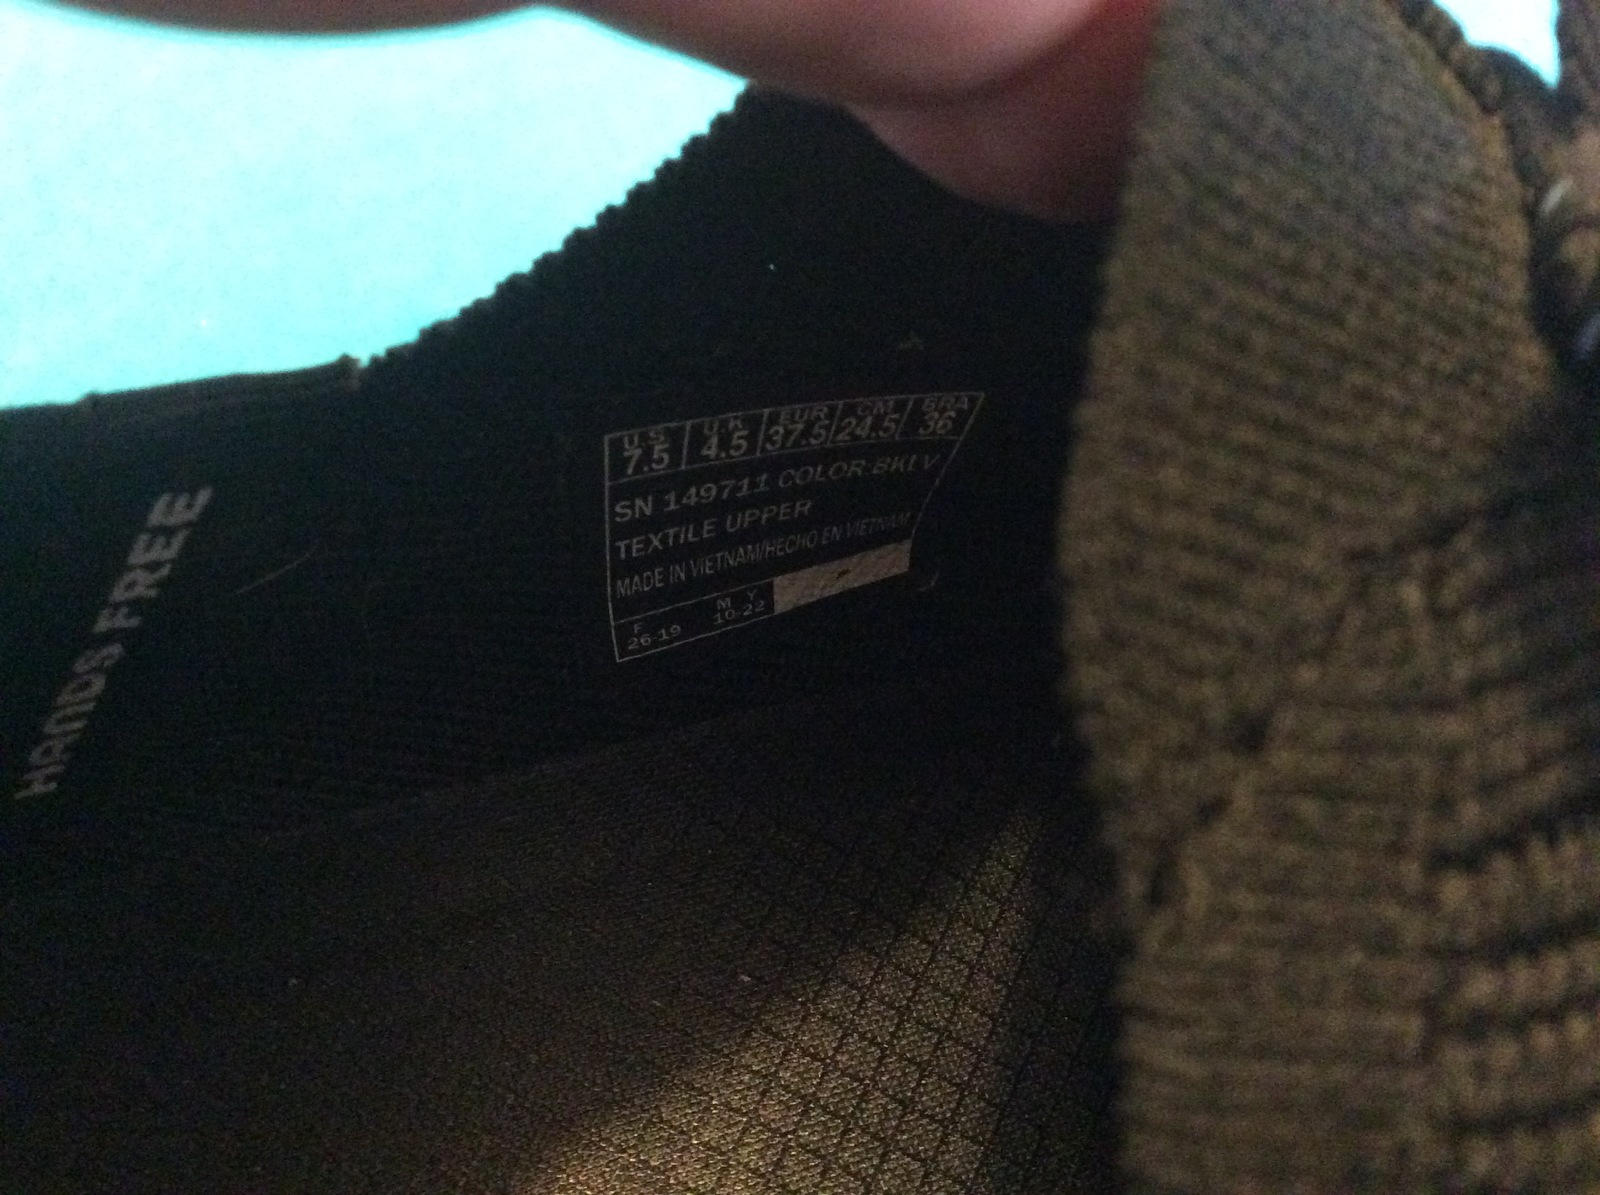 HANDS FREE
U.S U.K EUR CM BRA
7.5 4.5 37.5 24.5 36
SN 149711 COLOR:BKLV
TEXTILE UPPER
MADE IN VIETNAM/HECHO EN VIETNAM
F M Y
26-19 10-22